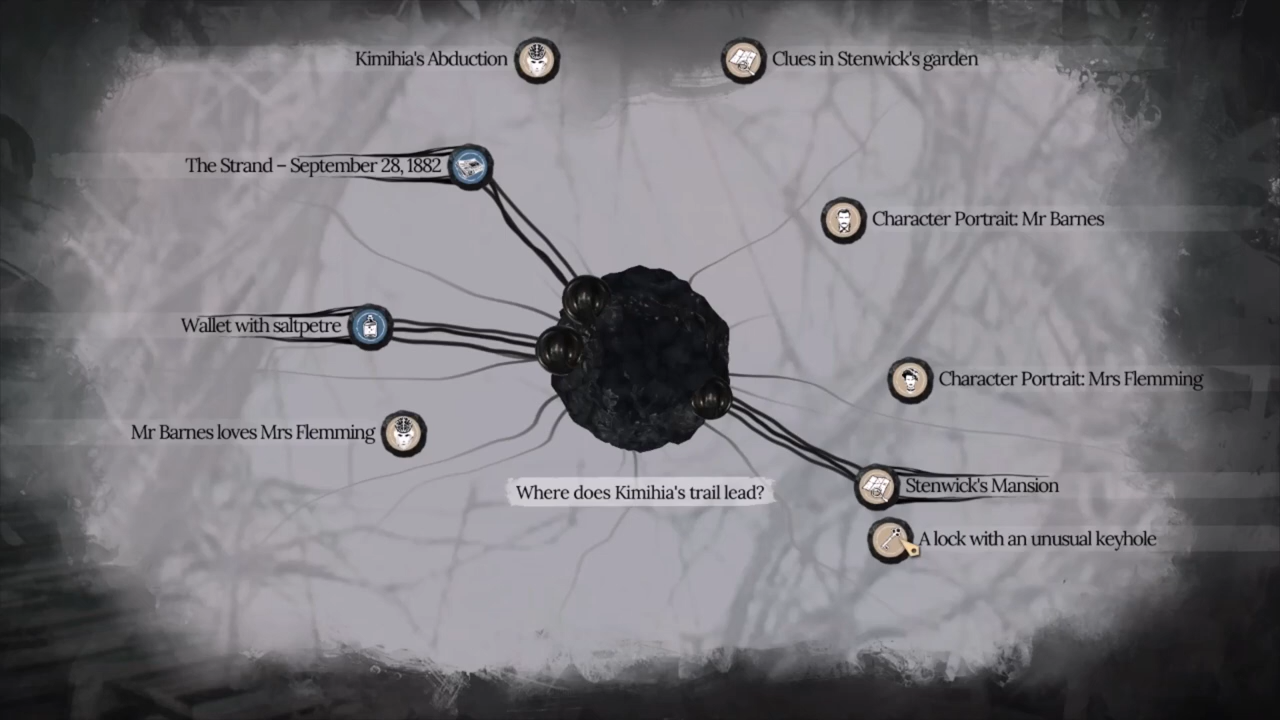 Kimihia's Abduction
Clues in Stenwick's garden
The Strand – September 28, 1882
Character Portrait: Mr Barnes
Wallet with saltpetre
Character Portrait: Mrs Flemming
Mr Barnes loves Mrs Flemming
Where does Kimihia's trail lead?
Stenwick's Mansion
A lock with an unusual keyhole